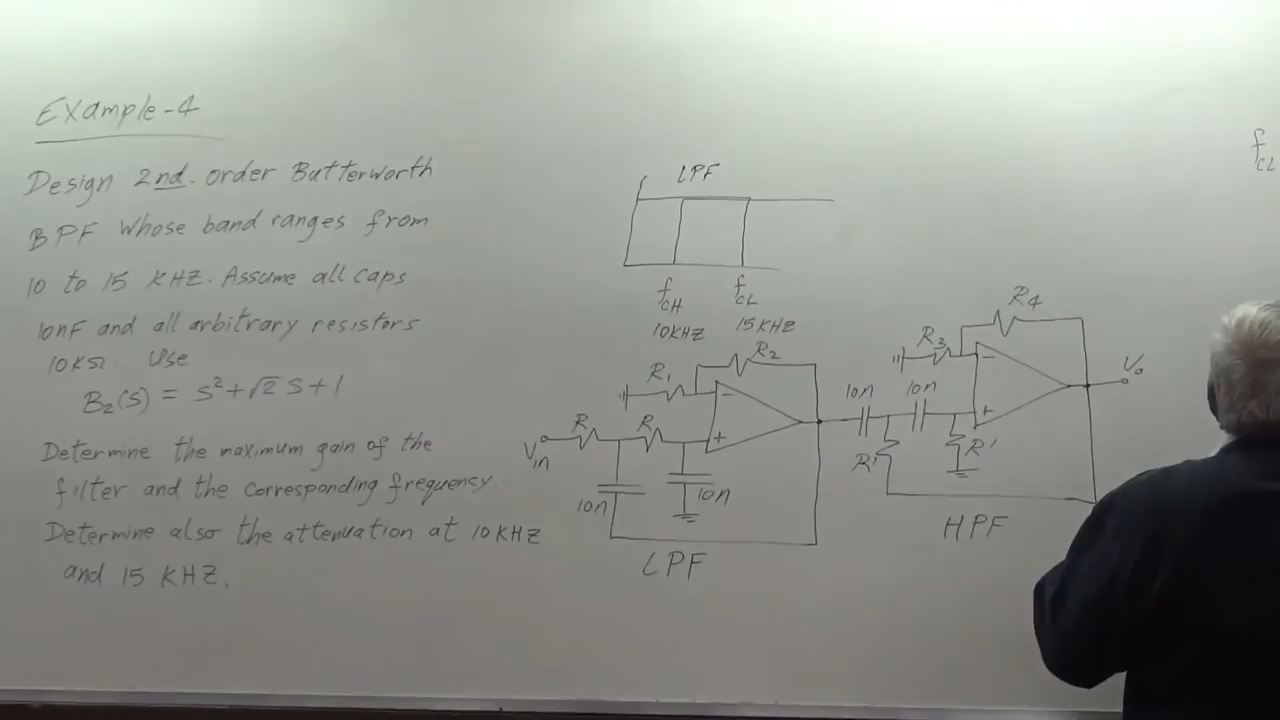 Example-4
Design 2nd. order Butterworth
BPF Whose band ranges from
10 to 15 KHZ. Assume all caps
10nF and all arbitrary resistors
10KΩ. Use
B₂(S) = S²+√2 S+1
Determine the maximum gain of the
filter and the corresponding frequency.
Determine also the attenuation at 10 KHZ
and 15 KHZ.
LPF
fCH fCL
10KHZ 15KHZ
R1 R2
R R
Vin
+
-
10n 10n
LPF
R3 R4
10n 10n
-
+
Vo
R' R'
HPF
fCL